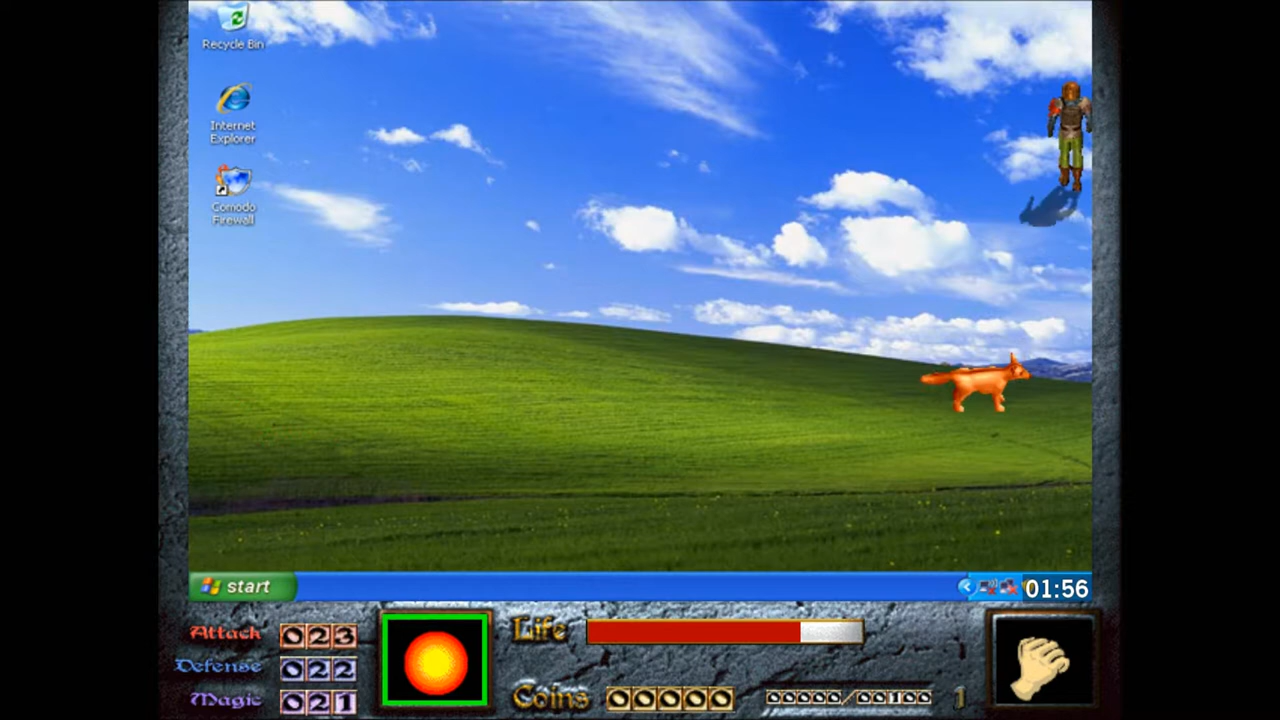 Recycle Bin
Internet
Explorer
Comodo
Firewall
start
01:56
Attack 023
Defense 022
Magic 021
Life
Coins 00000
00000/00100
1